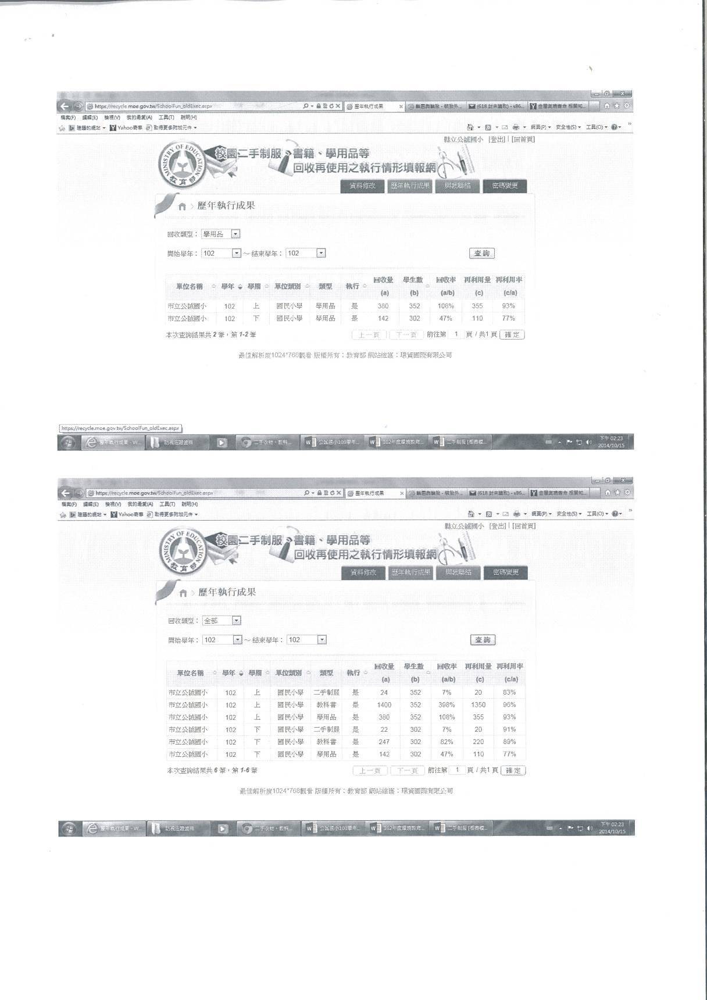 https://recycle.moe.gov.tw/SchoolFun_oldExec.aspx
歷年執行成果
檔案(F) 編輯(E) 檢視(V) 我的最愛(A) 工具(T) 說明(H)
建議的網站 Yahoo奇摩 取得更多附加元件 網頁(P) 安全性(S) 工具(O)
縣立公誠國小 [登出] | [回首頁]
MINISTRY OF EDUCATION
教育部
校園二手制服、書籍、學用品等
回收再使用之執行情形填報網
資料修改 歷年執行成果 與我聯絡 密碼變更
> 歷年執行成果
回收類型： 學用品
開始學年： 102 ～ 結束學年： 102 查詢
單位名稱 學年 學期 單位類別 類型 執行 回收量 (a) 學生數 (b) 回收率 (a/b) 再利用量 (c) 再利用率 (c/a)
市立公誠國小 102 上 國民小學 學用品 是 380 352 108% 355 93%
市立公誠國小 102 下 國民小學 學用品 是 142 302 47% 110 77%
本次查詢結果共 2 筆，第 1-2 筆 上一頁 下一頁 前往第 1 頁 / 共1 頁 確定
最佳解析度1024*768觀看 版權所有：教育部 網站維護：環資國際有限公司
https://recycle.moe.gov.tw/SchoolFun_oldExec.aspx
歷年執行成果 - W... 訪視佐證資料 二手衣物、教科... 公誠國小103學年... 102年度環境教育... 下午 02:23
2014/10/15
https://recycle.moe.gov.tw/SchoolFun_oldExec.aspx
歷年執行成果
檔案(F) 編輯(E) 檢視(V) 我的最愛(A) 工具(T) 說明(H)
建議的網站 Yahoo奇摩 取得更多附加元件 網頁(P) 安全性(S) 工具(O)
縣立公誠國小 [登出] | [回首頁]
MINISTRY OF EDUCATION
教育部
校園二手制服、書籍、學用品等
回收再使用之執行情形填報網
資料修改 歷年執行成果 與我聯絡 密碼變更
> 歷年執行成果
回收類型： 全部
開始學年： 102 ～ 結束學年： 102 查詢
單位名稱 學年 學期 單位類別 類型 執行 回收量 (a) 學生數 (b) 回收率 (a/b) 再利用量 (c) 再利用率 (c/a)
市立公誠國小 102 上 國民小學 二手制服 是 24 352 7% 20 83%
市立公誠國小 102 上 國民小學 教科書 是 1400 352 398% 1350 96%
市立公誠國小 102 上 國民小學 學用品 是 380 352 108% 355 93%
市立公誠國小 102 下 國民小學 二手制服 是 22 302 7% 20 91%
市立公誠國小 102 下 國民小學 教科書 是 247 302 82% 220 89%
市立公誠國小 102 下 國民小學 學用品 是 142 302 47% 110 77%
本次查詢結果共 6 筆，第 1-6 筆 上一頁 下一頁 前往第 1 頁 / 共1 頁 確定
最佳解析度1024*768觀看 版權所有：教育部 網站維護：環資國際有限公司
歷年執行成果 - W... 訪視佐證資料 二手衣物、教科... 公誠國小103學年... 102年度環境教育... 下午 02:23
2014/10/15